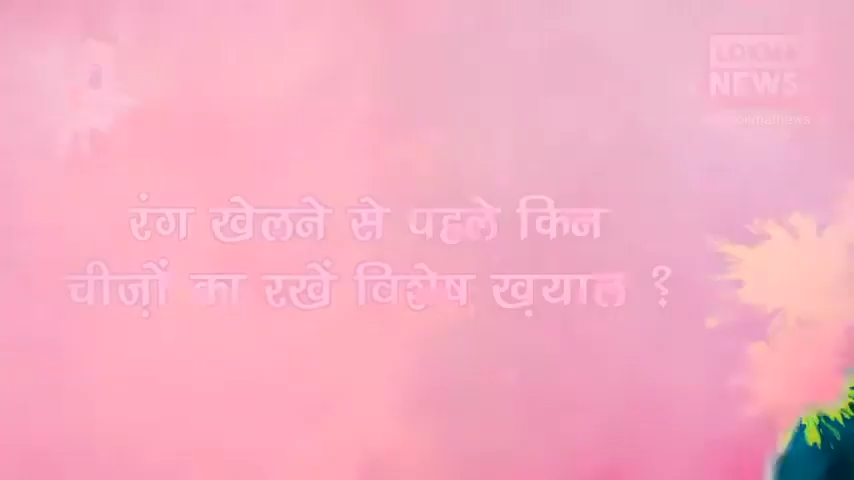 LOKMAT
NEWS
रंग खेलने से पहले किन
चीज़ों का रखें विशेष ख़याल ?